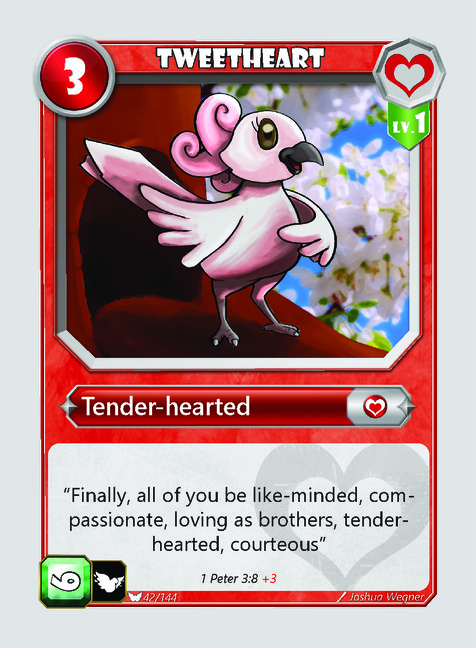 TWEETHEART
3
LV.1
Tender-hearted
"Finally, all of you be like-minded, com-
passionate, loving as brothers, tender-
hearted, courteous"
1 Peter 3:8 +3
42/144
Joshua Wegner